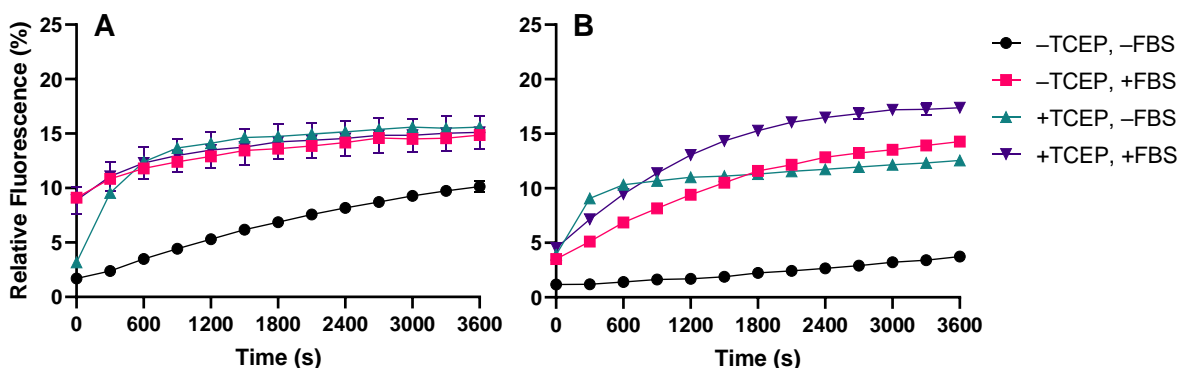 A
B
Relative Fluorescence (%)
25
20
15
10
5
0
0 600 1200 1800 2400 3000 3600
Time (s)
25
20
15
10
5
0
0 600 1200 1800 2400 3000 3600
Time (s)
–TCEP, –FBS
–TCEP, +FBS
+TCEP, –FBS
+TCEP, +FBS